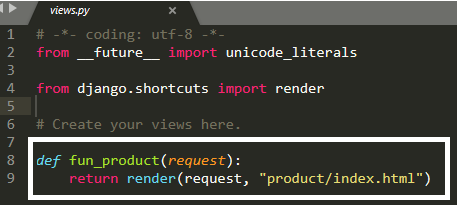 views.py
1 # -*- coding: utf-8 -*-
2 from __future__ import unicode_literals
3
4 from django.shortcuts import render
5
6 # Create your views here.
7
8 def fun_product(request):
9     return render(request, "product/index.html")